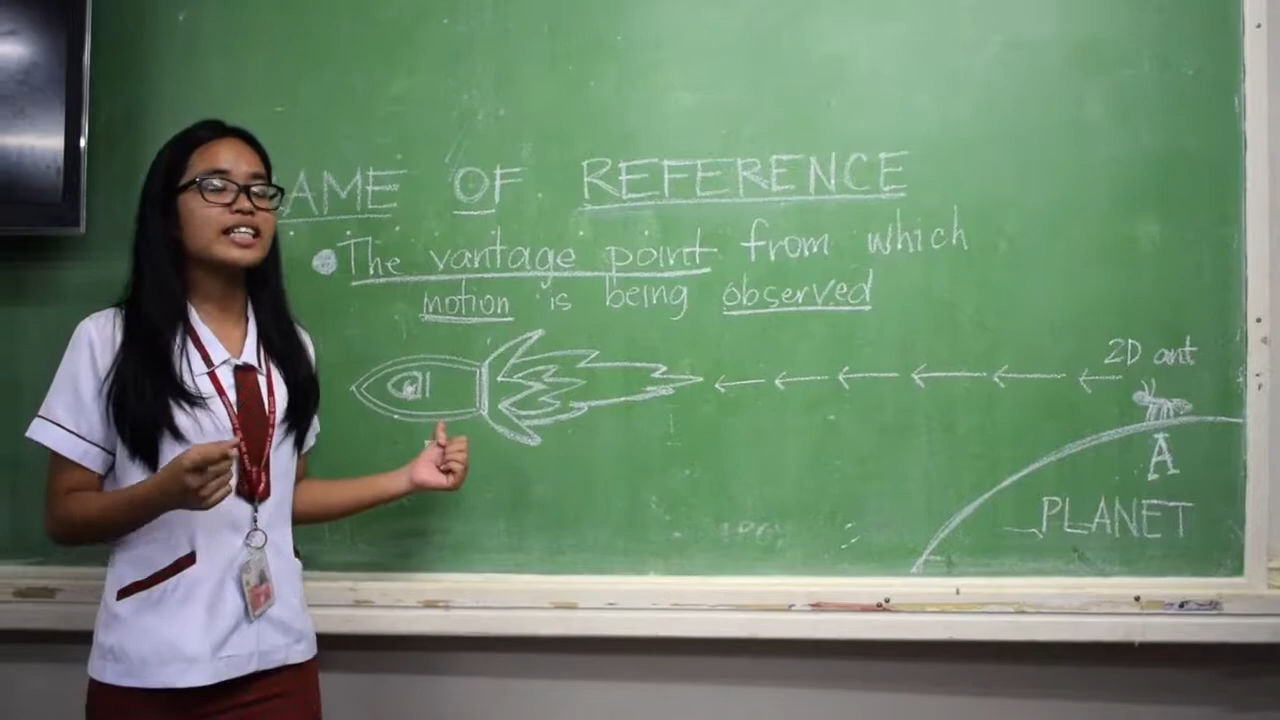 AME OF REFERENCE
The vantage point from which
motion is being observed
2D ant
A
PLANET